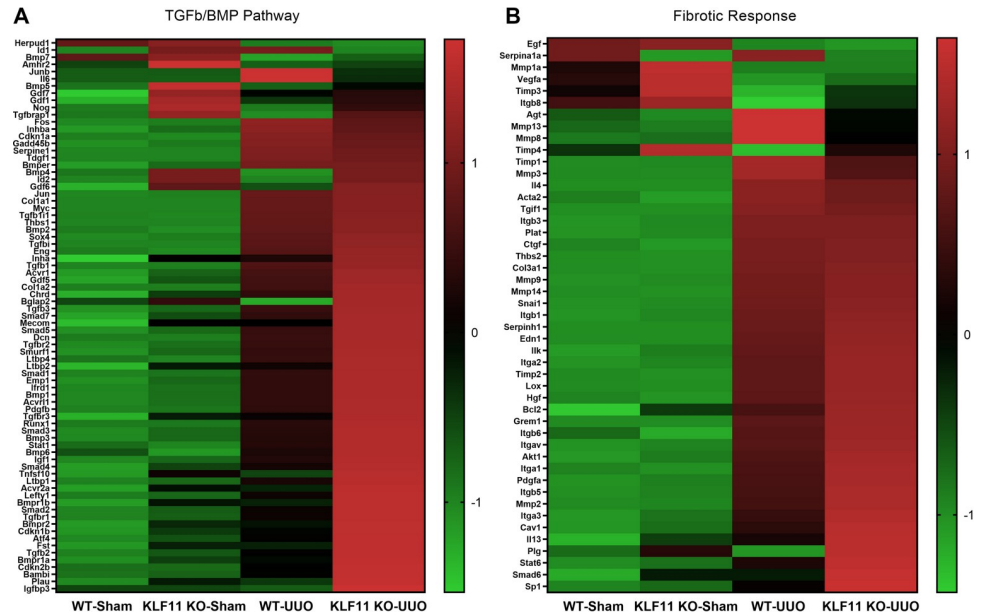 A
TGFb/BMP Pathway
Herpud1
Id1
Bmp7
Amhr2
Junb
Il6
Bmp5
Gdf7
Gdf1
Nog
Tgfbrap1
Fos
Inhba
Cdkn1a
Gadd45b
Serpine1
Tdgf1
Bmper
Bmp4
Id2
Gdf6
Jun
Col1a1
Myc
Tgfb1i1
Thbs1
Bmp2
Sox4
Tgfbi
Eng
Inha
Tgfb1
Acvr1
Gdf5
Col1a2
Chrd
Bglap2
Tgfb3
Smad7
Mecom
Smad5
Dcn
Tgfbr2
Smurf1
Ltbp4
Ltbp2
Smad1
Emp1
Ifrd1
Bmp1
Acvrl1
Pdgfb
Tgfbr3
Runx1
Smad3
Bmp3
Stat1
Bmp6
Igf1
Smad4
Tnfsf10
Ltbp1
Acvr2a
Lefty1
Bmpr1b
Smad2
Tgfbr1
Bmpr2
Cdkn1b
Atf4
Fst
Tgfb2
Bmpr1a
Cdkn2b
Bambi
Plau
Igfbp3
WT-Sham KLF11 KO-Sham WT-UUO KLF11 KO-UUO
1
0
-1
B
Fibrotic Response
Egf
Serpina1a
Mmp1a
Vegfa
Timp3
Itgb8
Agt
Mmp13
Mmp8
Timp4
Timp1
Mmp3
Il4
Acta2
Tgif1
Itgb3
Plat
Ctgf
Thbs2
Col3a1
Mmp9
Mmp14
Snai1
Itgb1
Serpinh1
Edn1
Ilk
Itga2
Timp2
Lox
Hgf
Bcl2
Grem1
Itgb6
Itgav
Akt1
Itga1
Pdgfa
Itgb5
Mmp2
Itga3
Cav1
Il13
Plg
Stat6
Smad6
Sp1
WT-Sham KLF11 KO-Sham WT-UUO KLF11 KO-UUO
1
0
-1